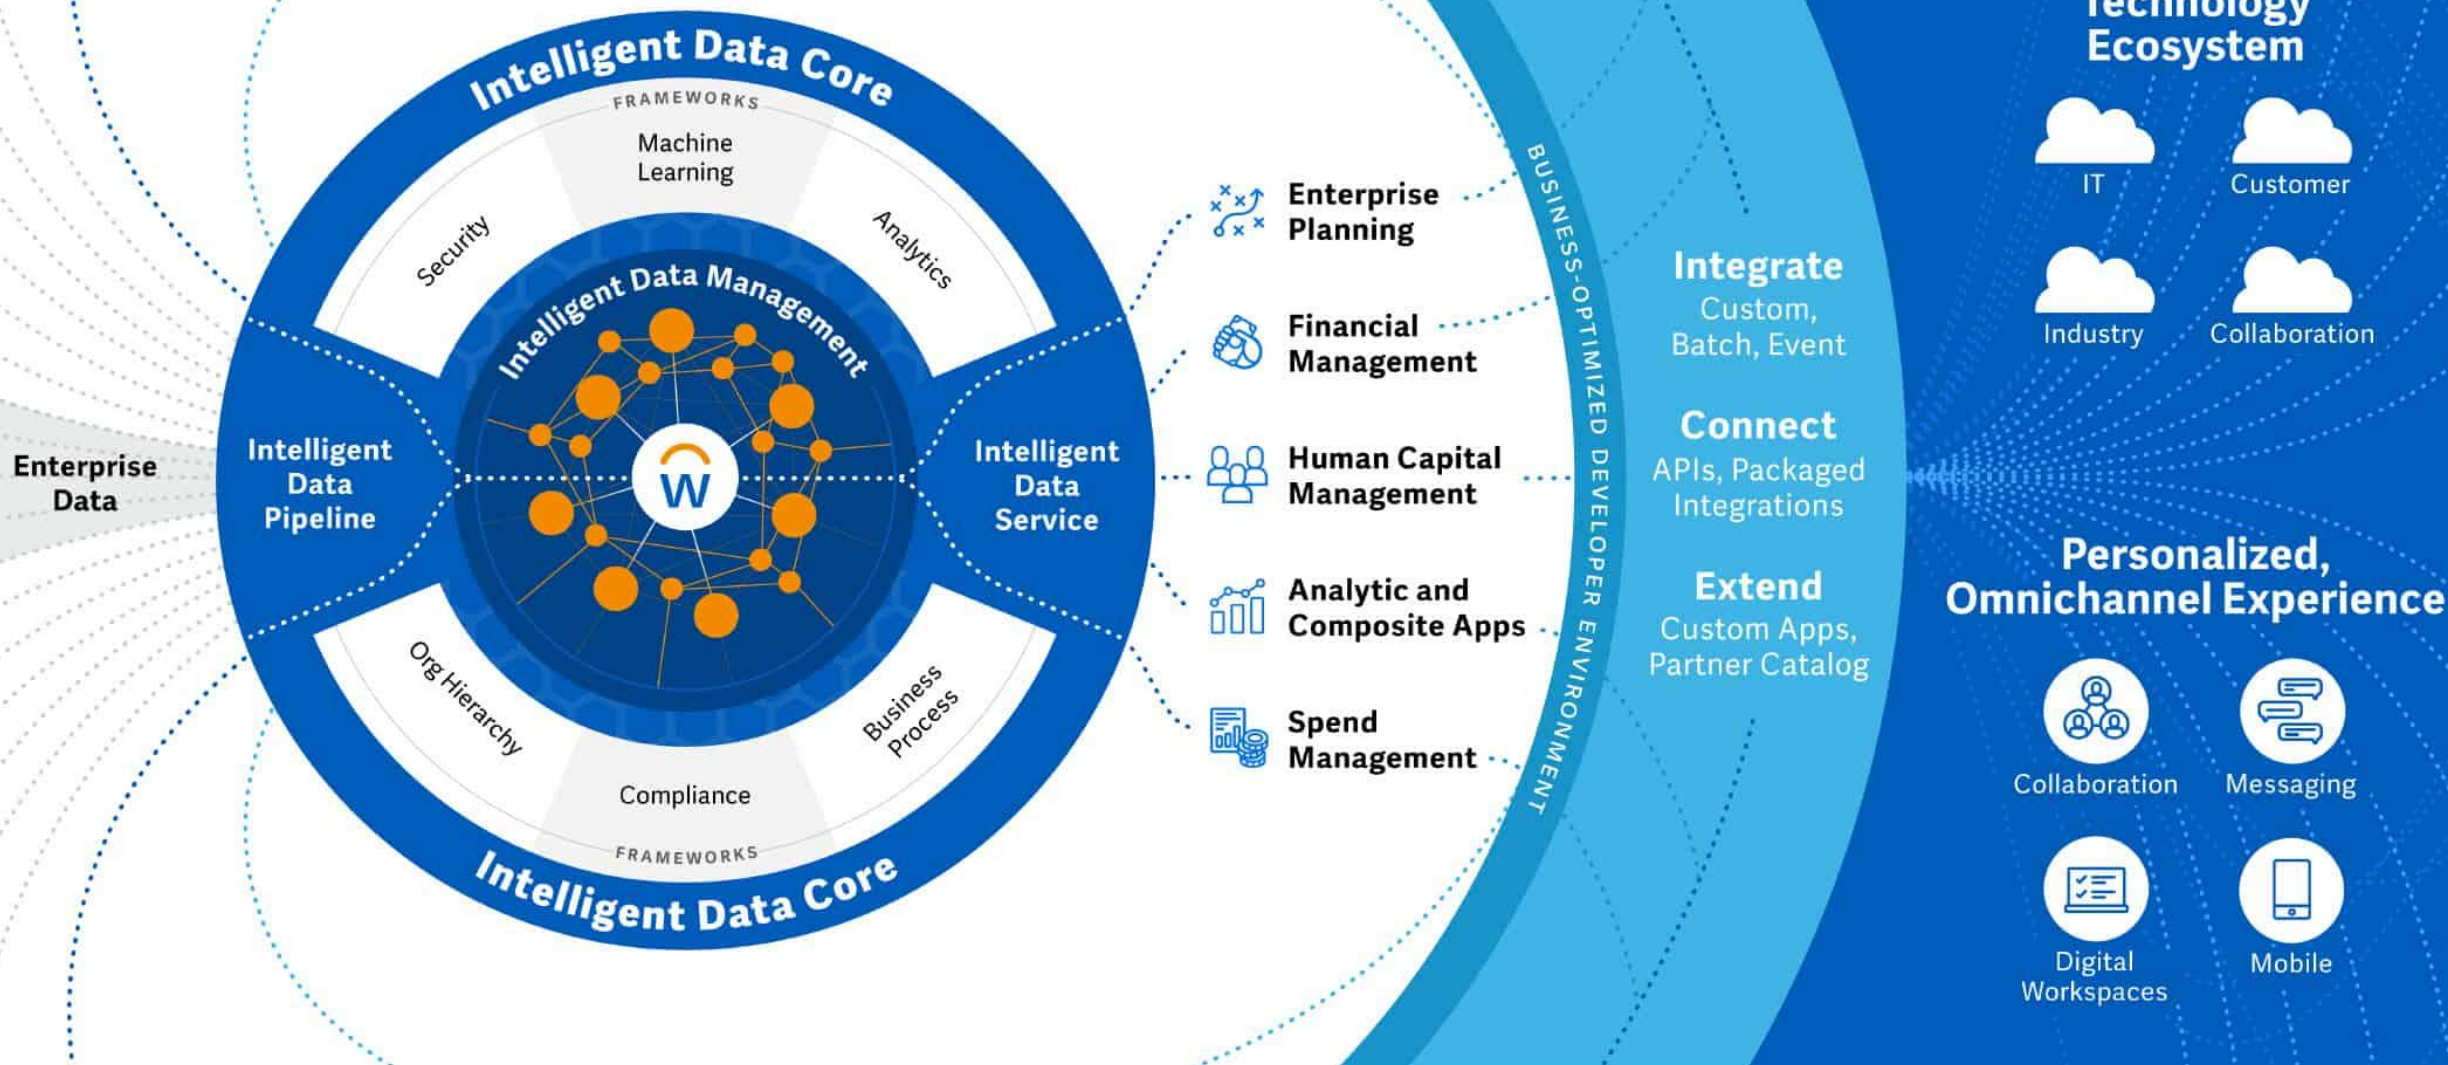 Intelligent Data Core
FRAMEWORKS
Machine
Learning
Security
Analytics
Intelligent Data Management
W
Enterprise
Data
Intelligent
Data
Pipeline
Intelligent
Data
Service
Org Hierarchy
Business
Process
Compliance
FRAMEWORKS
Intelligent Data Core
Enterprise
Planning
Financial
Management
Human Capital
Management
Analytic and
Composite Apps
Spend
Management
BUSINESS-OPTIMIZED DEVELOPER ENVIRONMENT
Integrate
Custom,
Batch, Event
Connect
APIs, Packaged
Integrations
Extend
Custom Apps,
Partner Catalog
Technology
Ecosystem
IT
Customer
Industry
Collaboration
Personalized,
Omnichannel Experience
Collaboration
Messaging
Digital
Workspaces
Mobile